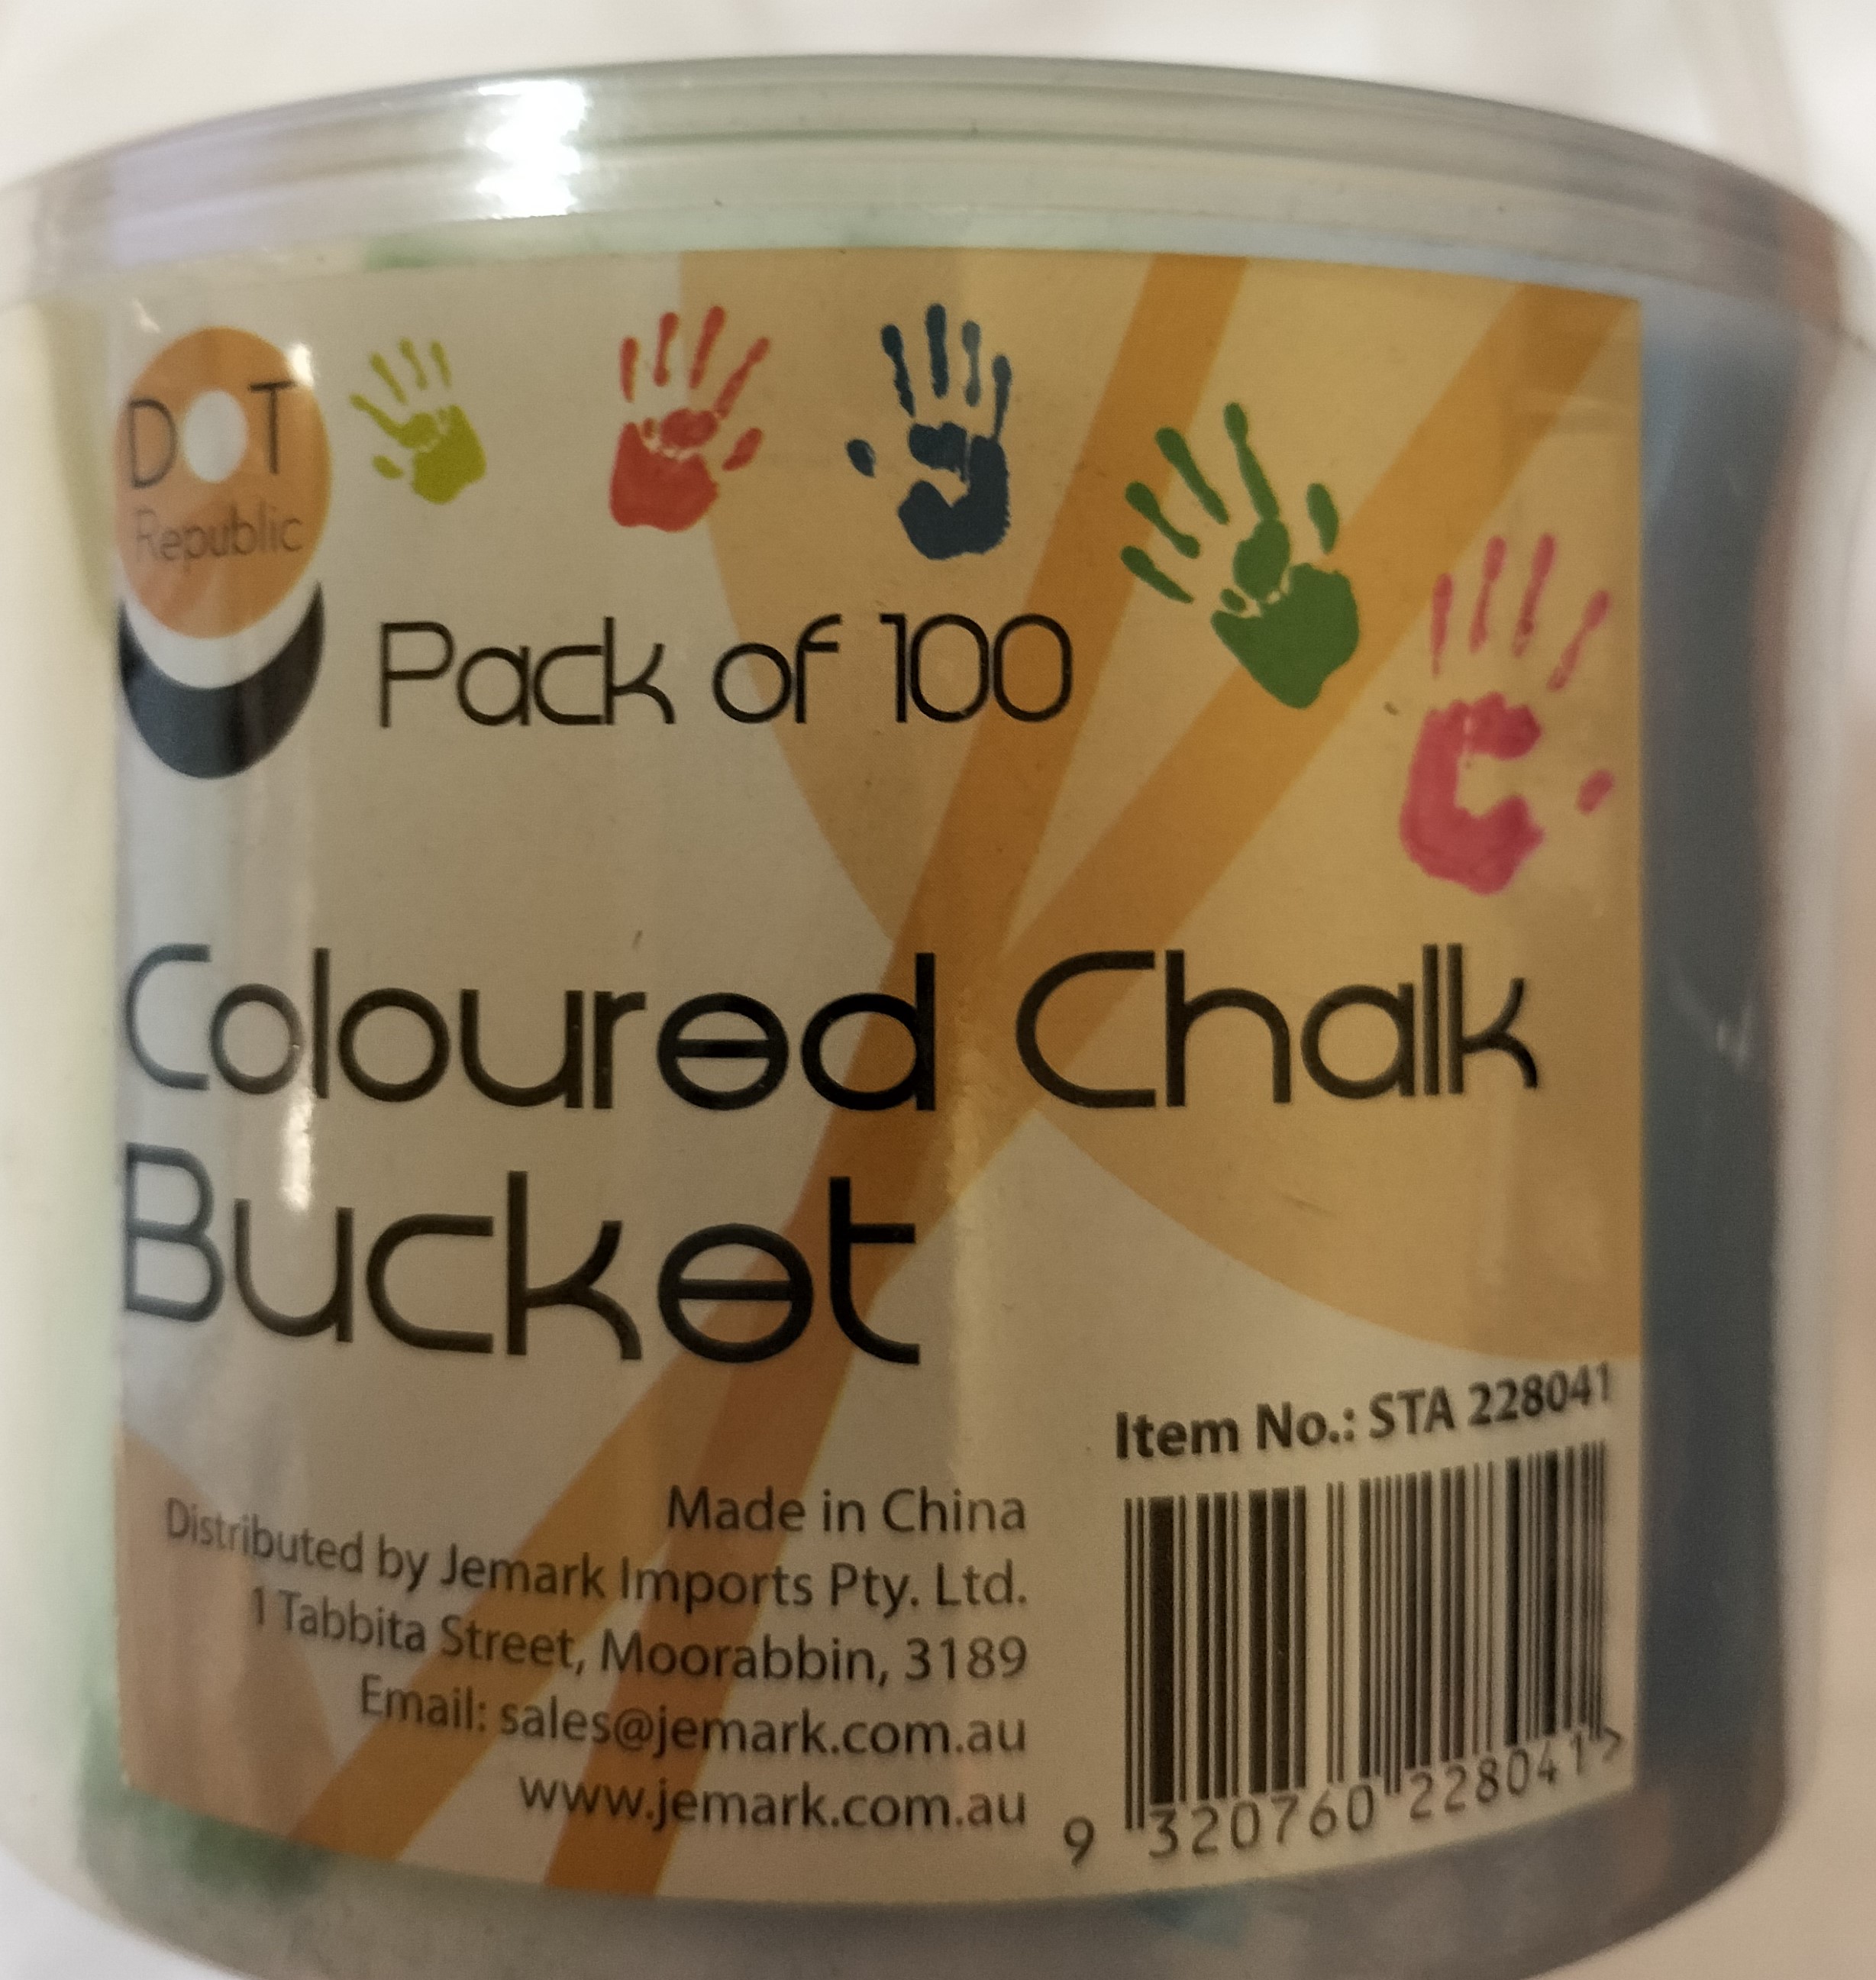 DOT
Republic
Pack of 100
Coloured Chalk
Bucket
Item No.: STA 228041
Made in China
Distributed by Jemark Imports Pty. Ltd.
1 Tabbita Street, Moorabbin, 3189
Email: sales@jemark.com.au
www.jemark.com.au
9 320760 228041 >